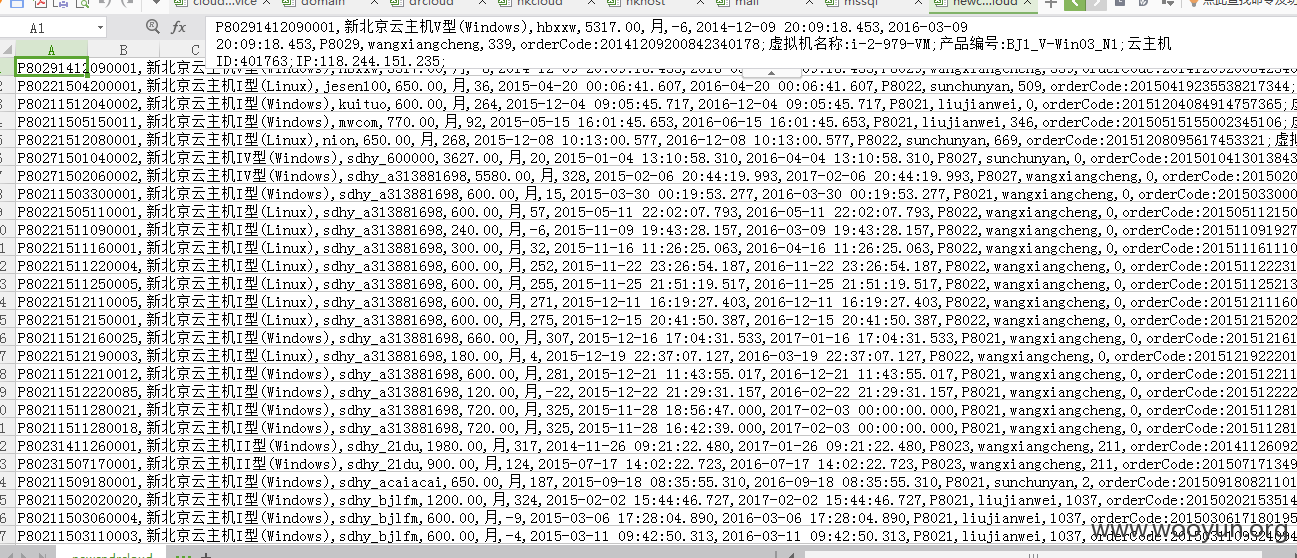 cloud...vice
domain
drcloud
hkcloud
hkhost
mail
mssql
newc...loud
A1
fx
P80291412090001,新北京云主机V型(Windows),hbxxw,5317.00,月,-6,2014-12-09 20:09:18.453,2016-03-09
20:09:18.453,P8029,wangxiangcheng,339,orderCode:20141209200842340178;虚拟机名称:i-2-979-VM;产品编号:BJ1_V-Win03_N1;云主机
ID:401763;IP:118.244.151.235;
A B C
P80291412090001,新北京云主机V型(Windows),hbxxw,5317.00,月,-6,2014-12-09 20:09:18.453,2016-03-09 20:09:18.453,P8029,wangxiangcheng,339,orderCode:20141209200842340
P80221504200001,新北京云主机I型(Linux),jesen100,650.00,月,36,2015-04-20 00:06:41.607,2016-04-20 00:06:41.607,P8022,sunchunyan,509,orderCode:20150419235538217344;
P80211512040002,新北京云主机I型(Windows),kuituo,600.00,月,264,2015-12-04 09:05:45.717,2016-12-04 09:05:45.717,P8021,liujianwei,0,orderCode:20151204084914757365;
P80211505150011,新北京云主机I型(Windows),mwcom,770.00,月,92,2015-05-15 16:01:45.653,2016-06-15 16:01:45.653,P8021,liujianwei,346,orderCode:20150515155002345106;
P80221512080001,新北京云主机I型(Linux),nion,650.00,月,268,2015-12-08 10:13:00.577,2016-12-08 10:13:00.577,P8022,sunchunyan,669,orderCode:20151208095617453321;虚拟
P80271501040002,新北京云主机IV型(Windows),sdhy_600000,3627.00,月,20,2015-01-04 13:10:58.310,2016-04-04 13:10:58.310,P8027,sunchunyan,0,orderCode:2015010413013843
P80271502060002,新北京云主机IV型(Windows),sdhy_a313881698,5580.00,月,328,2015-02-06 20:44:19.993,2017-02-06 20:44:19.993,P8027,wangxiangcheng,0,orderCode:2015020
P80211503300001,新北京云主机I型(Windows),sdhy_a313881698,600.00,月,15,2015-03-30 00:19:53.277,2016-03-30 00:19:53.277,P8021,wangxiangcheng,0,orderCode:201503300
P80221505110001,新北京云主机I型(Linux),sdhy_a313881698,600.00,月,57,2015-05-11 22:02:07.793,2016-05-11 22:02:07.793,P8022,wangxiangcheng,0,orderCode:201505112150
P80221511090001,新北京云主机I型(Linux),sdhy_a313881698,240.00,月,-6,2015-11-09 19:43:28.157,2016-03-09 19:43:28.157,P8022,wangxiangcheng,0,orderCode:201511091927
P80221511160001,新北京云主机I型(Linux),sdhy_a313881698,300.00,月,32,2015-11-16 11:26:25.063,2016-04-16 11:26:25.063,P8022,wangxiangcheng,0,orderCode:201511161110
P80221511220004,新北京云主机I型(Linux),sdhy_a313881698,600.00,月,252,2015-11-22 23:26:54.187,2016-11-22 23:26:54.187,P8022,wangxiangcheng,0,orderCode:20151122231
P80221511250005,新北京云主机I型(Linux),sdhy_a313881698,600.00,月,255,2015-11-25 21:51:19.517,2016-11-25 21:51:19.517,P8022,wangxiangcheng,0,orderCode:20151125213
P80221512110005,新北京云主机I型(Linux),sdhy_a313881698,600.00,月,271,2015-12-11 16:19:27.403,2016-12-11 16:19:27.403,P8022,wangxiangcheng,0,orderCode:20151211160
P80221512150001,新北京云主机I型(Linux),sdhy_a313881698,600.00,月,275,2015-12-15 20:41:50.387,2016-12-15 20:41:50.387,P8022,wangxiangcheng,0,orderCode:20151215202
P80211512160025,新北京云主机I型(Windows),sdhy_a313881698,660.00,月,307,2015-12-16 17:04:31.533,2017-01-16 17:04:31.533,P8021,wangxiangcheng,0,orderCode:201512161
P80221512190003,新北京云主机I型(Linux),sdhy_a313881698,180.00,月,4,2015-12-19 22:37:07.127,2016-03-19 22:37:07.127,P8022,wangxiangcheng,0,orderCode:2015121922201
P80211512210012,新北京云主机I型(Windows),sdhy_a313881698,600.00,月,281,2015-12-21 11:43:55.017,2016-12-21 11:43:55.017,P8021,wangxiangcheng,0,orderCode:201512211
P80211512220085,新北京云主机I型(Windows),sdhy_a313881698,120.00,月,-22,2015-12-22 21:29:31.157,2016-02-22 21:29:31.157,P8021,wangxiangcheng,0,orderCode:201512222
P80211511280021,新北京云主机I型(Windows),sdhy_a313881698,720.00,月,325,2015-11-28 18:56:47.000,2017-02-03 00:00:00.000,P8021,wangxiangcheng,0,orderCode:201511281
P80211511280018,新北京云主机I型(Windows),sdhy_a313881698,720.00,月,325,2015-11-28 16:42:39.000,2017-02-03 00:00:00.000,P8021,wangxiangcheng,0,orderCode:201511281
P80231411260001,新北京云主机II型(Windows),sdhy_21du,1980.00,月,317,2014-11-26 09:21:22.480,2017-01-26 09:21:22.480,P8023,wangxiangcheng,211,orderCode:20141126092
P80231507170001,新北京云主机II型(Windows),sdhy_21du,900.00,月,124,2015-07-17 14:02:22.723,2016-07-17 14:02:22.723,P8023,wangxiangcheng,211,orderCode:201507171349
P80211509180001,新北京云主机I型(Windows),sdhy_acaiacai,650.00,月,187,2015-09-18 08:35:55.310,2016-09-18 08:35:55.310,P8021,sunchunyan,2,orderCode:201509180821101
P80211502020020,新北京云主机I型(Windows),sdhy_bjlfm,1200.00,月,324,2015-02-02 15:44:46.727,2017-02-02 15:44:46.727,P8021,liujianwei,1037,orderCode:20150202153514
P80211503060004,新北京云主机I型(Windows),sdhy_bjlfm,600.00,月,-9,2015-03-06 17:28:04.890,2016-03-06 17:28:04.890,P8021,liujianwei,1037,orderCode:201503061718019
P80211503110003,新北京云主机I型(Windows),sdhy_bjlfm,600.00,月,-4,2015-03-11 09:42:50.313,2016-03-11 09:42:50.313,P8021,liujianwei,1037,orderCode:
www.wooyun.org